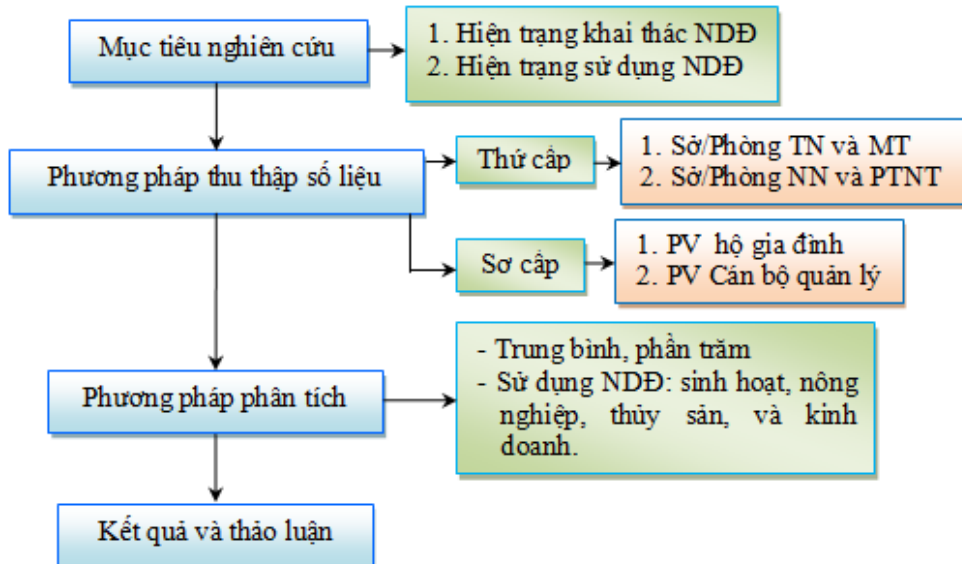 Mục tiêu nghiên cứu
1. Hiện trạng khai thác NDĐ
2. Hiện trạng sử dụng NDĐ
Phương pháp thu thập số liệu
Thứ cấp
1. Sở/Phòng TN và MT
2. Sở/Phòng NN và PTNT
Sơ cấp
1. PV hộ gia đình
2. PV Cán bộ quản lý
Phương pháp phân tích
- Trung bình, phần trăm
- Sử dụng NDĐ: sinh hoạt, nông
nghiệp, thủy sản, và kinh
doanh.
Kết quả và thảo luận